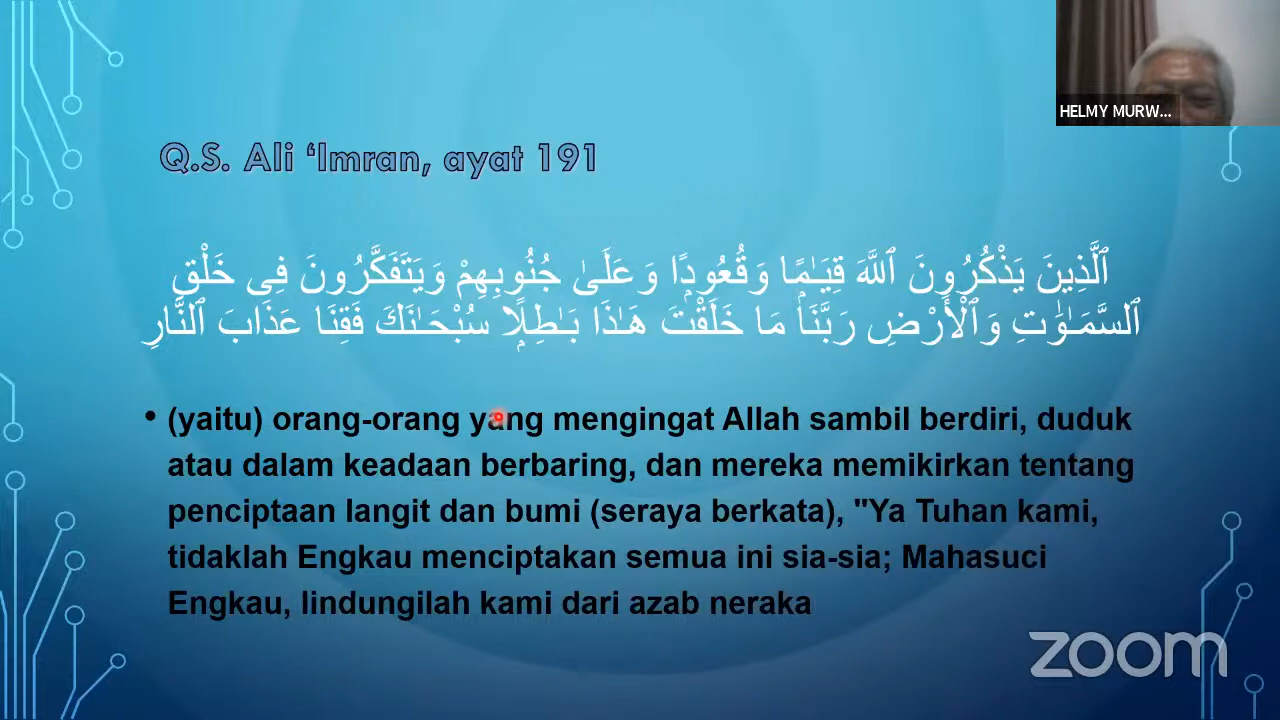 HELMY MURW...
Q.S. Ali ‘Imran, ayat 191
ٱلَّذِينَ يَذْكُرُونَ ٱللَّهَ قِيَـٰمًۭا وَقُعُودًۭا وَعَلَىٰ جُنُوبِهِمْ وَيَتَفَكَّرُونَ فِى خَلْقِ
ٱلسَّمَـٰوَٰتِ وَٱلْأَرْضِ رَبَّنَا مَا خَلَقْتَ هَـٰذَا بَـٰطِلًۭا سُبْحَـٰنَكَ فَقِنَا عَذَابَ ٱلنَّارِ
• (yaitu) orang-orang yang mengingat Allah sambil berdiri, duduk
atau dalam keadaan berbaring, dan mereka memikirkan tentang
penciptaan langit dan bumi (seraya berkata), "Ya Tuhan kami,
tidaklah Engkau menciptakan semua ini sia-sia; Mahasuci
Engkau, lindungilah kami dari azab neraka
zoom